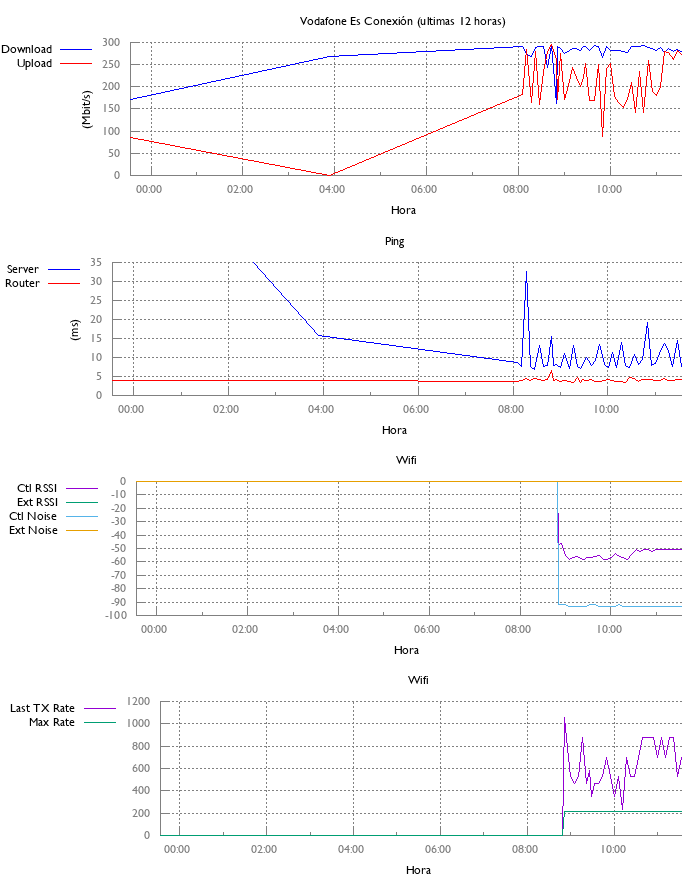 Vodafone Es Conexión (ultimas 12 horas)
Download
Upload
300
250
200
150
100
50
0
(Mbit/s)
00:00 02:00 04:00 06:00 08:00 10:00
Hora
Ping
Server
Router
35
30
25
20
15
10
5
0
(ms)
00:00 02:00 04:00 06:00 08:00 10:00
Hora
Wifi
Ctl RSSI
Ext RSSI
Ctl Noise
Ext Noise
0
-10
-20
-30
-40
-50
-60
-70
-80
-90
-100
00:00 02:00 04:00 06:00 08:00 10:00
Hora
Wifi
Last TX Rate
Max Rate
1200
1000
800
600
400
200
0
00:00 02:00 04:00 06:00 08:00 10:00
Hora